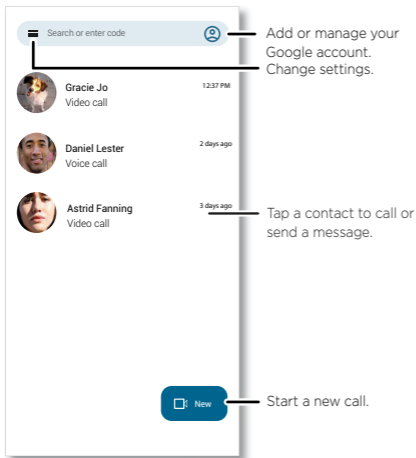 Search or enter code
Add or manage your
Google account.
Change settings.
Gracie Jo
12:37 PM
Video call
Daniel Lester
2 days ago
Voice call
Astrid Fanning
3 days ago
Video call
Tap a contact to call or
send a message.
New
Start a new call.